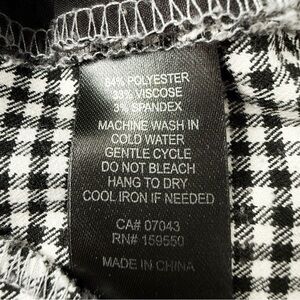 64% POLYESTER
33% VISCOSE
3% SPANDEX
MACHINE WASH IN
COLD WATER
GENTLE CYCLE
DO NOT BLEACH
HANG TO DRY
COOL IRON IF NEEDED
CA# 07043
RN# 159550
MADE IN CHINA